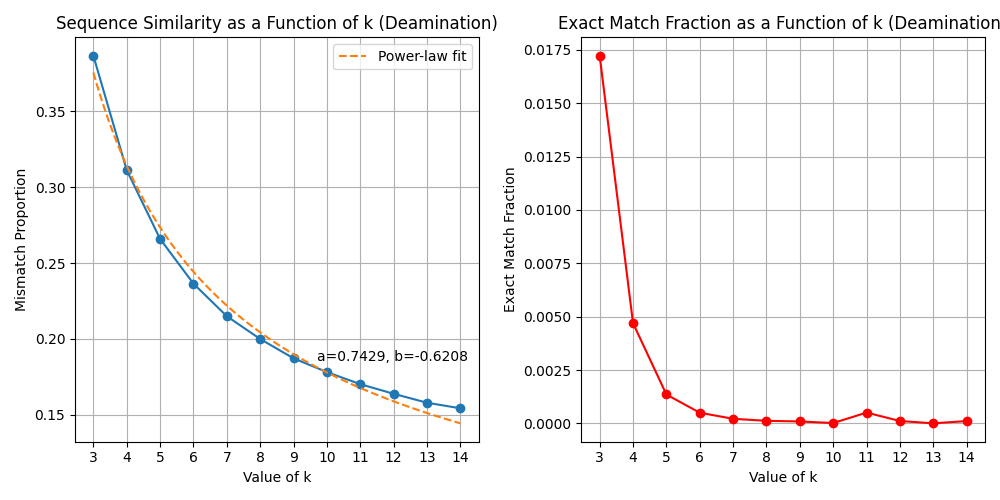 Sequence Similarity as a Function of k (Deamination)
Power-law fit
a=0.7429, b=-0.6208
Mismatch Proportion
0.35
0.30
0.25
0.20
0.15
3 4 5 6 7 8 9 10 11 12 13 14
Value of k
Exact Match Fraction as a Function of k (Deamination
Exact Match Fraction
0.0175
0.0150
0.0125
0.0100
0.0075
0.0050
0.0025
0.0000
3 4 5 6 7 8 9 10 11 12 13 14
Value of k